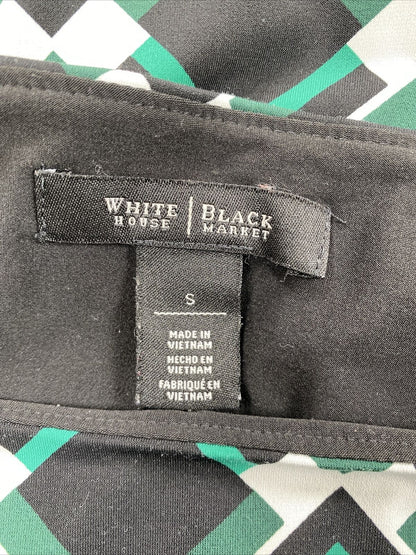 WHITE | BLACK
HOUSE | MARKET
S
MADE IN
VIETNAM
HECHO EN
VIETNAM
FABRIQUÉ EN
VIETNAM